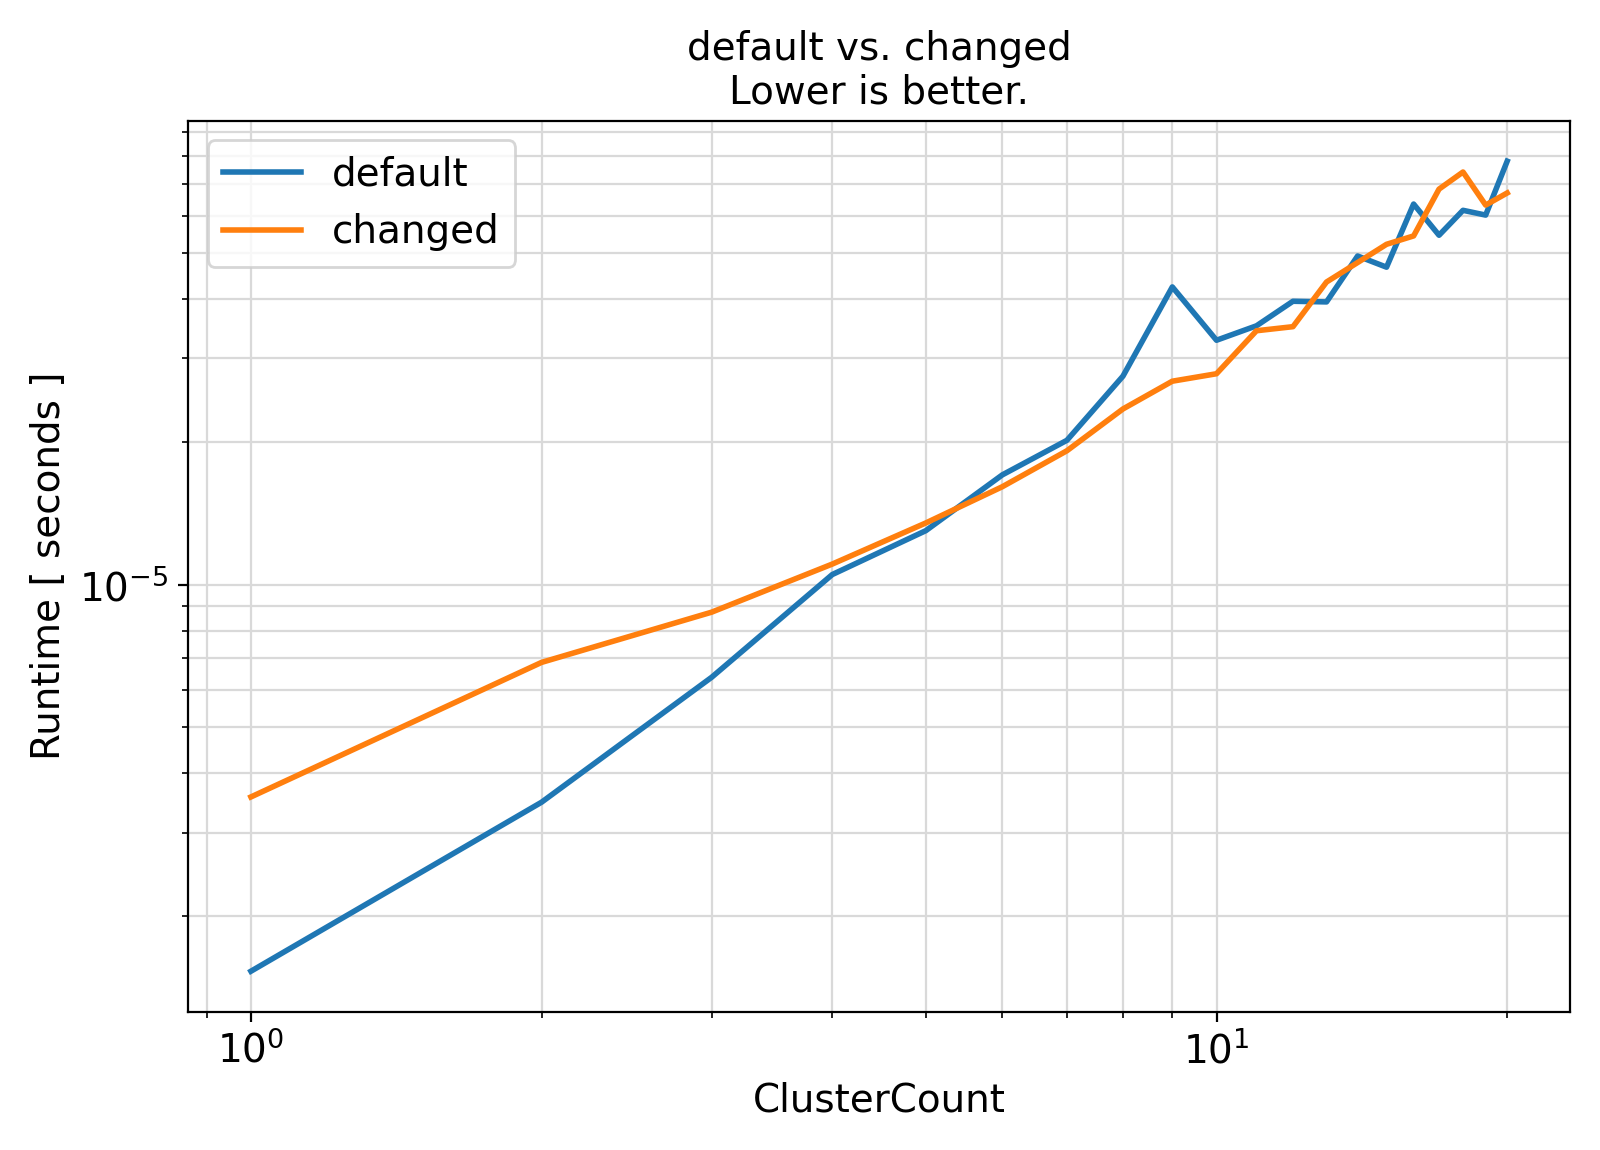 default vs. changed
Lower is better.
default
changed
Runtime [ seconds ]
10⁻⁵
10⁰
10¹
ClusterCount